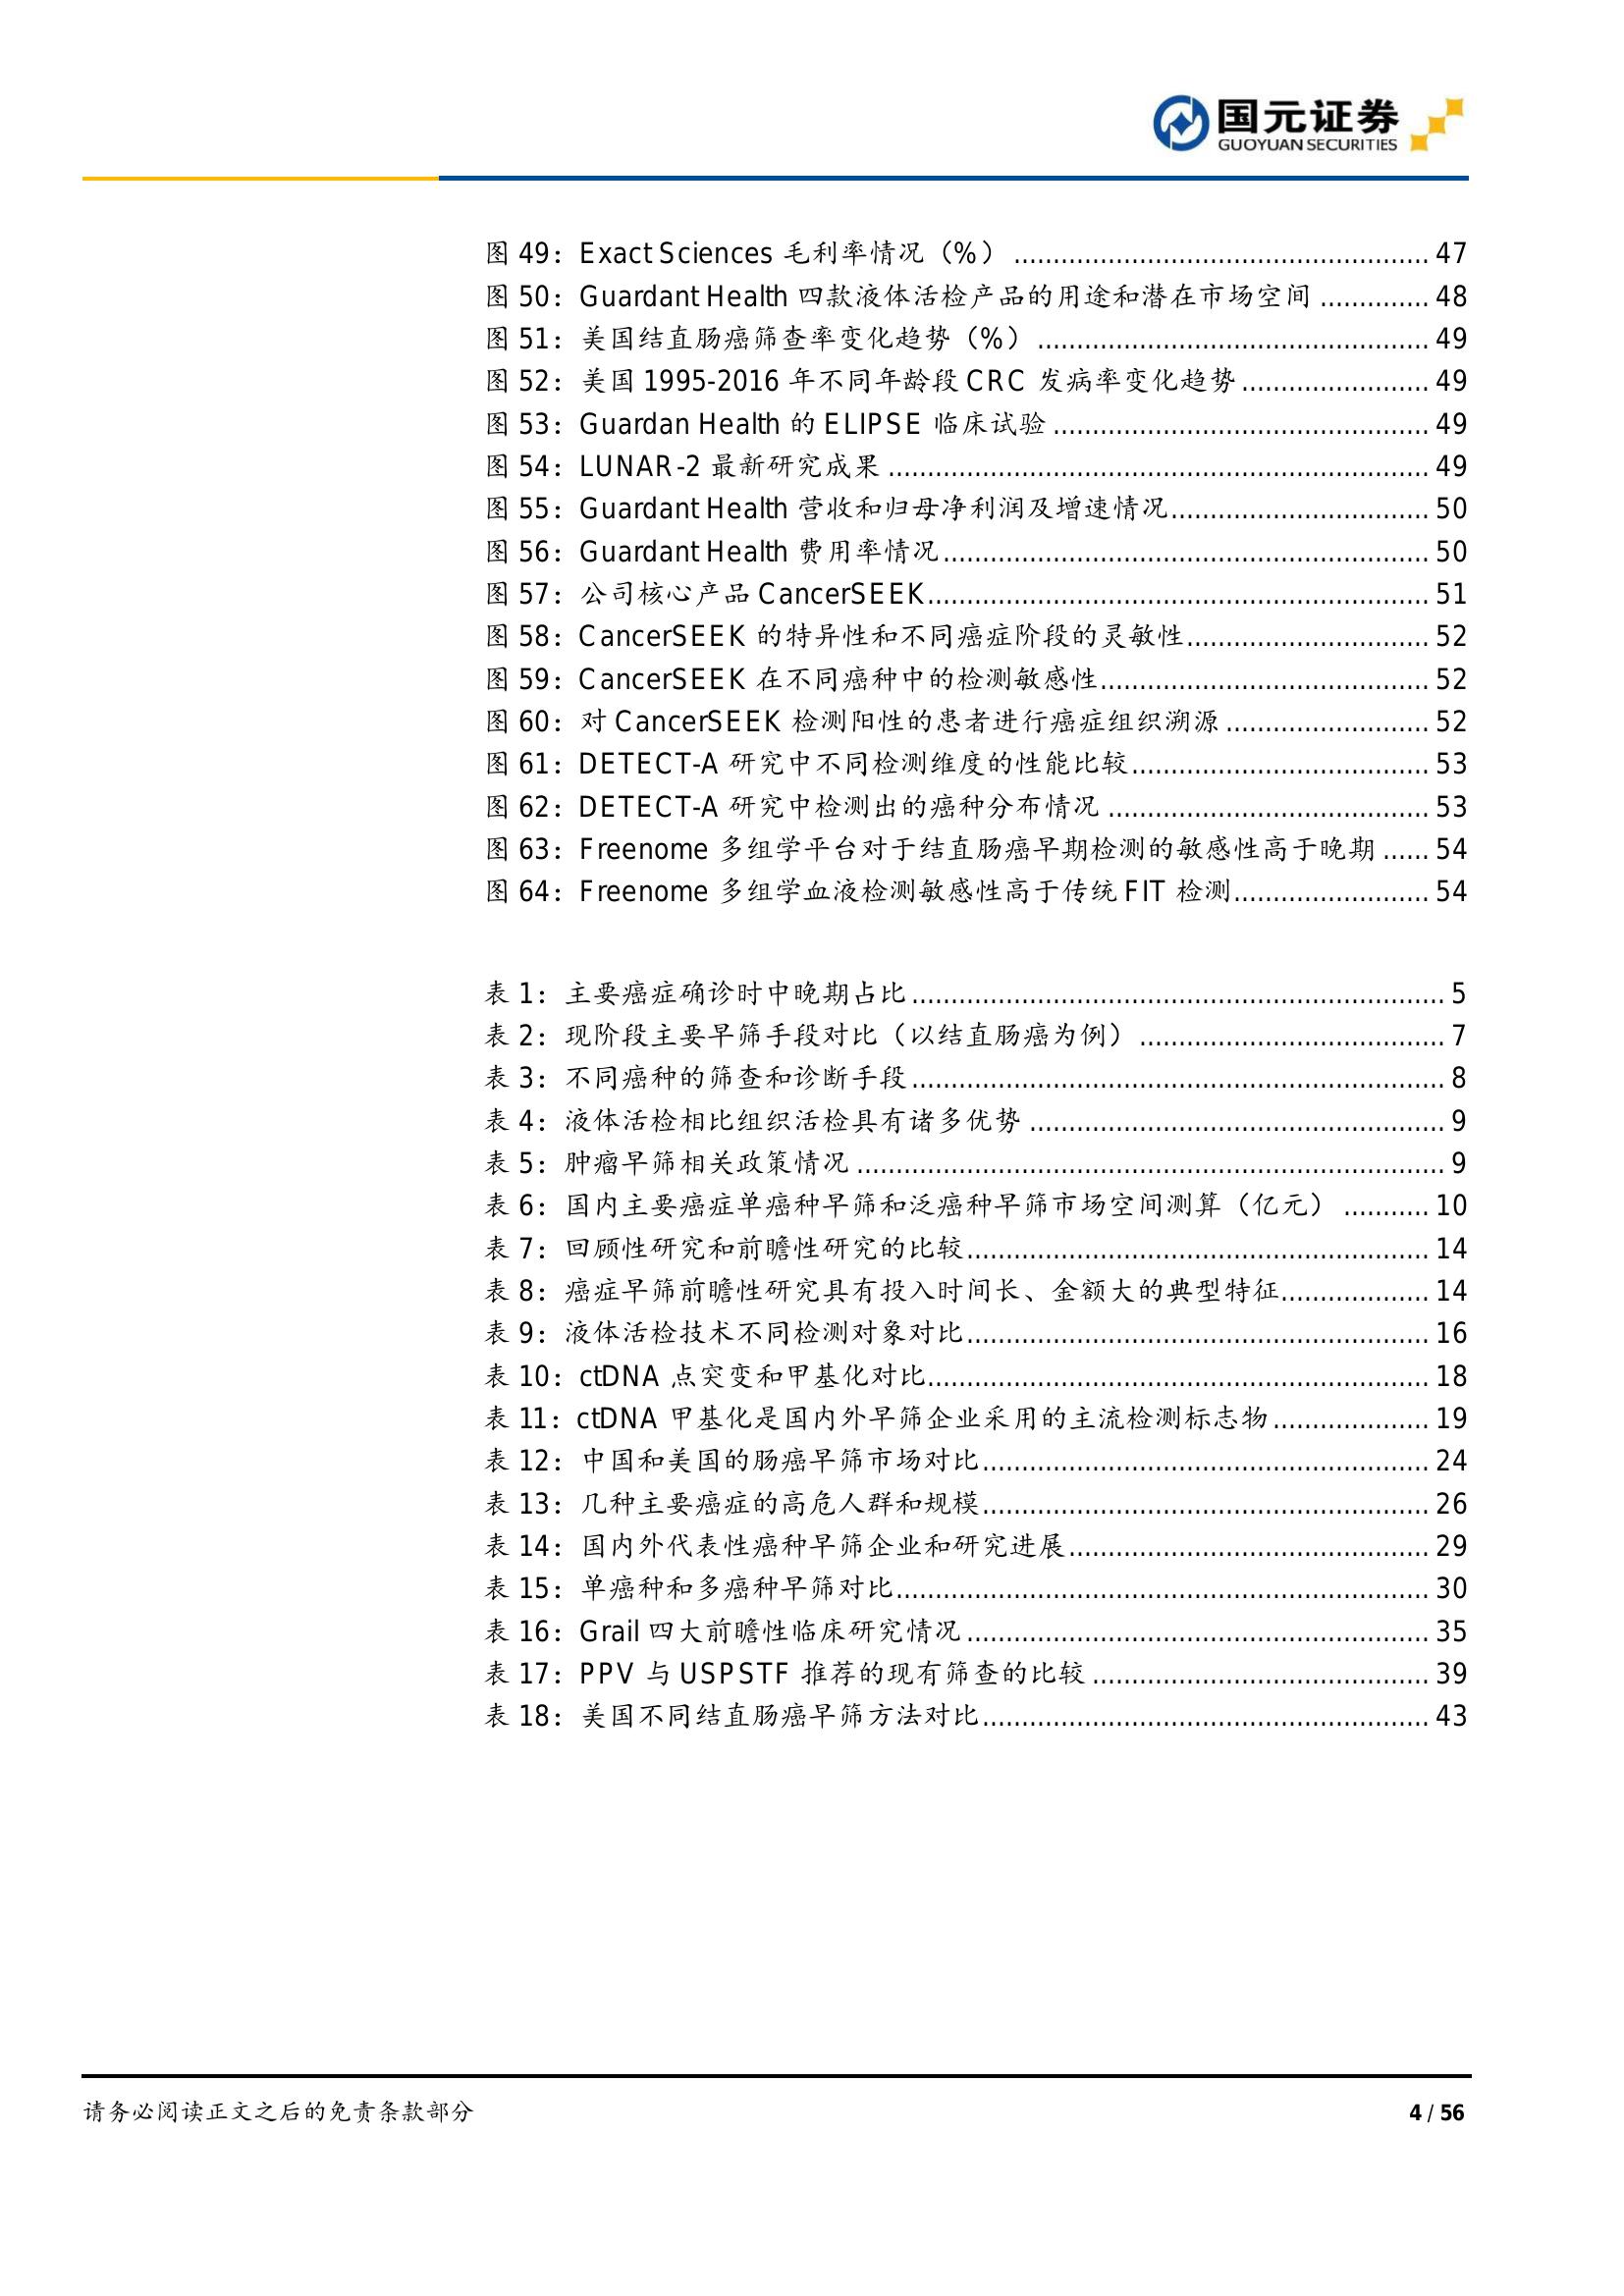 国元证券
GUOYUAN SECURITIES
图 49：Exact Sciences 毛利率情况（%） ..................................................... 47
图 50：Guardant Health 四款液体活检产品的用途和潜在市场空间 .............. 48
图 51：美国结直肠癌筛查率变化趋势（%） .................................................. 49
图 52：美国 1995-2016 年不同年龄段 CRC 发病率变化趋势 ........................ 49
图 53：Guardan Health 的 ELIPSE 临床试验 ................................................ 49
图 54：LUNAR-2 最新研究成果 ..................................................................... 49
图 55：Guardant Health 营收和归母净利润及增速情况................................. 50
图 56：Guardant Health 费用率情况.............................................................. 50
图 57：公司核心产品 CancerSEEK................................................................ 51
图 58：CancerSEEK 的特异性和不同癌症阶段的灵敏性............................... 52
图 59：CancerSEEK 在不同癌种中的检测敏感性.......................................... 52
图 60：对 CancerSEEK 检测阳性的患者进行癌症组织溯源 .......................... 52
图 61：DETECT-A 研究中不同检测维度的性能比较...................................... 53
图 62：DETECT-A 研究中检测出的癌种分布情况 ......................................... 53
图 63：Freenome 多组学平台对于结直肠癌早期检测的敏感性高于晚期 ...... 54
图 64：Freenome 多组学血液检测敏感性高于传统 FIT 检测......................... 54
表 1：主要癌症确诊时中晚期占比 .................................................................... 5
表 2：现阶段主要早筛手段对比（以结直肠癌为例） ....................................... 7
表 3：不同癌种的筛查和诊断手段 .................................................................... 8
表 4：液体活检相比组织活检具有诸多优势 ..................................................... 9
表 5：肿瘤早筛相关政策情况 ........................................................................... 9
表 6：国内主要癌症单癌种早筛和泛癌种早筛市场空间测算（亿元） ........... 10
表 7：回顾性研究和前瞻性研究的比较........................................................... 14
表 8：癌症早筛前瞻性研究具有投入时间长、金额大的典型特征................... 14
表 9：液体活检技术不同检测对象对比........................................................... 16
表 10：ctDNA 点突变和甲基化对比................................................................ 18
表 11：ctDNA 甲基化是国内外早筛企业采用的主流检测标志物 .................... 19
表 12：中国和美国的肠癌早筛市场对比......................................................... 24
表 13：几种主要癌症的高危人群和规模......................................................... 26
表 14：国内外代表性癌种早筛企业和研究进展.............................................. 29
表 15：单癌种和多癌种早筛对比.................................................................... 30
表 16：Grail 四大前瞻性临床研究情况 ........................................................... 35
表 17：PPV 与 USPSTF 推荐的现有筛查的比较 ........................................... 39
表 18：美国不同结直肠癌早筛方法对比......................................................... 43
请务必阅读正文之后的免责条款部分
4 / 56